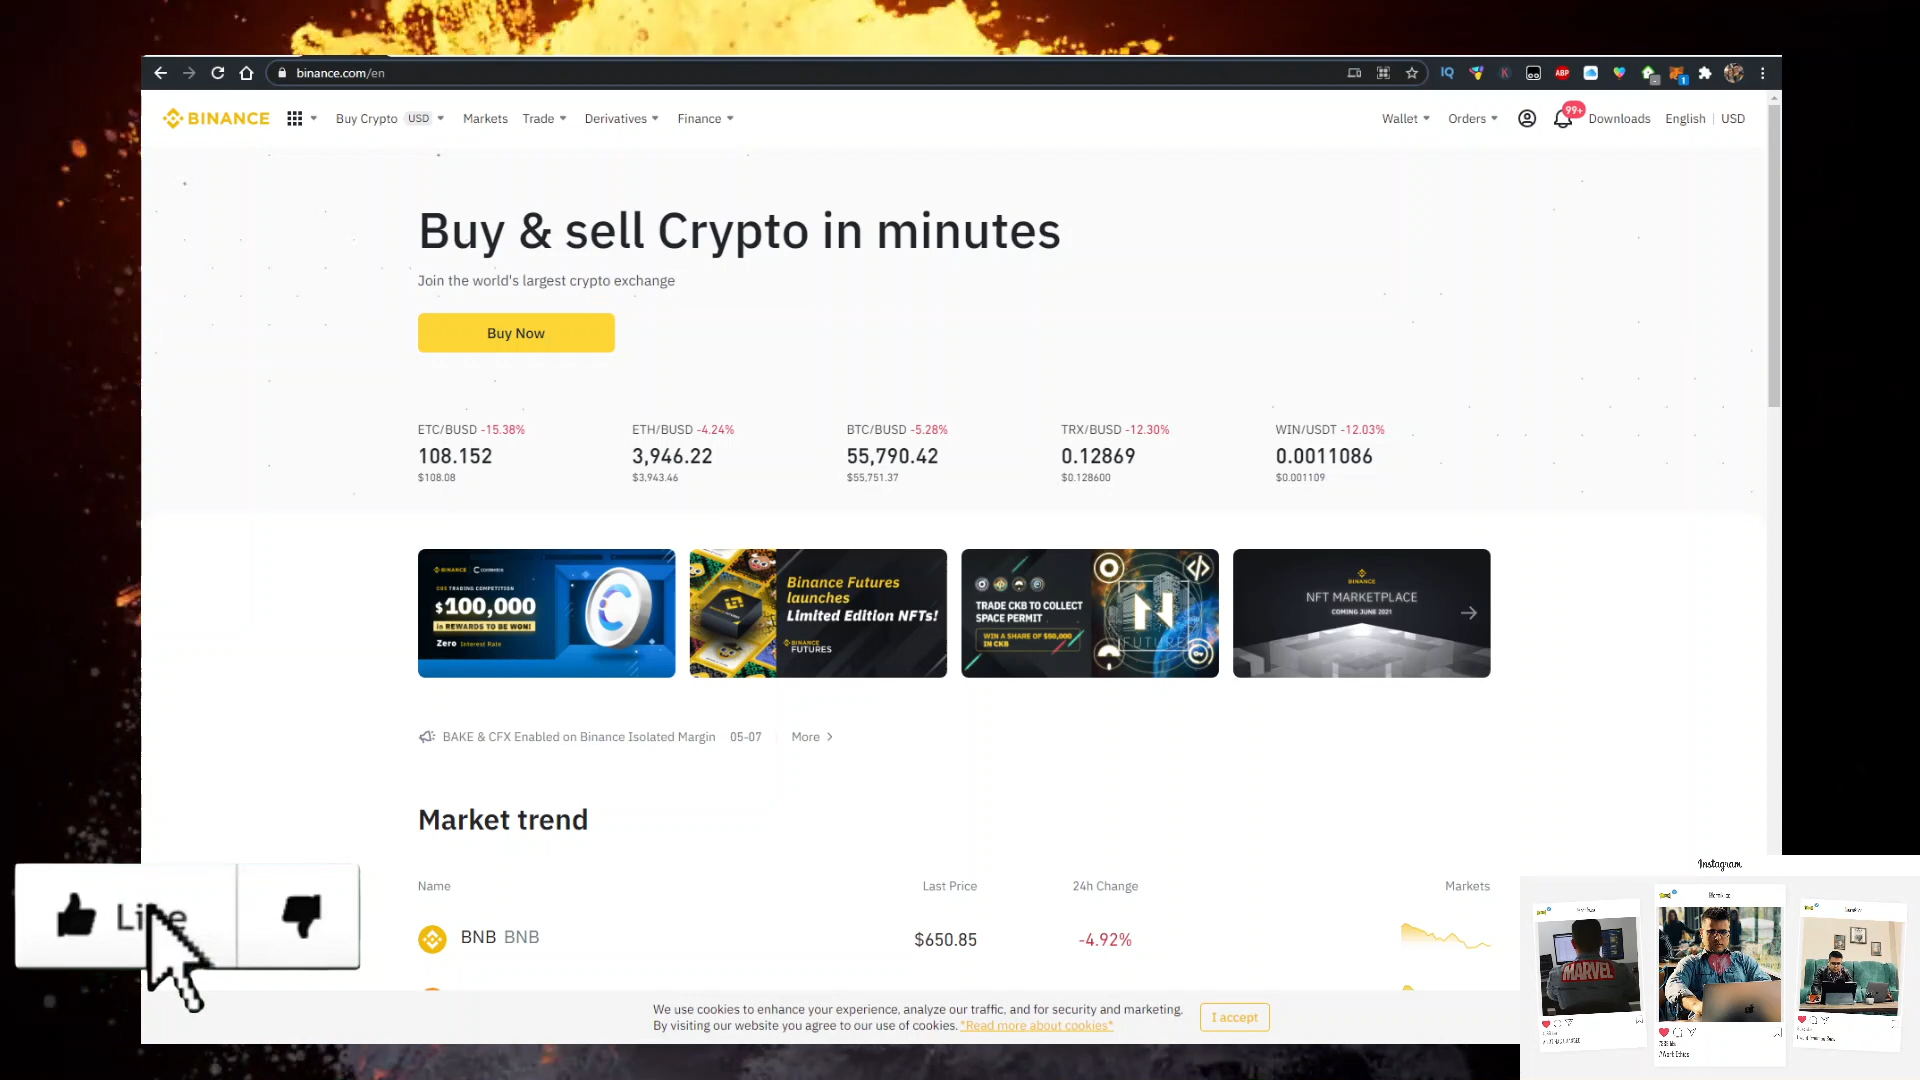 binance.com/en
IQ
K
ABP
1
BINANCE
Buy Crypto USD
Markets
Trade
Derivatives
Finance
Wallet
Orders
99+
Downloads
English
USD
Buy & sell Crypto in minutes
Join the world's largest crypto exchange
Buy Now
ETC/BUSD -15.38%
108.152
$108.08
ETH/BUSD -4.24%
3,946.22
$3,943.46
BTC/BUSD -5.28%
55,790.42
$55,751.37
TRX/BUSD -12.30%
0.12869
$0.128600
WIN/USDT -12.03%
0.0011086
$0.001109
BINANCE
TRADING COMPETITION
$100,000
in REWARDS TO BE WON!
Zero Interest Rate
Binance Futures
launches
Limited Edition NFTs!
BINANCE
FUTURES
TRADE CKB TO COLLECT
SPACE PERMIT
WIN A SHARE OF $50,000
IN CKB
N
FUTURE
BINANCE
NFT MARKETPLACE
COMING JUNE 2021
BAKE & CFX Enabled on Binance Isolated Margin 05-07 More
Market trend
Name
Last Price
24h Change
Markets
BNB BNB
$650.85
-4.92%
We use cookies to enhance your experience, analyze our traffic, and for security and marketing.
By visiting our website you agree to our use of cookies. "Read more about cookies"
I accept
Like
Instagram
MARVEL